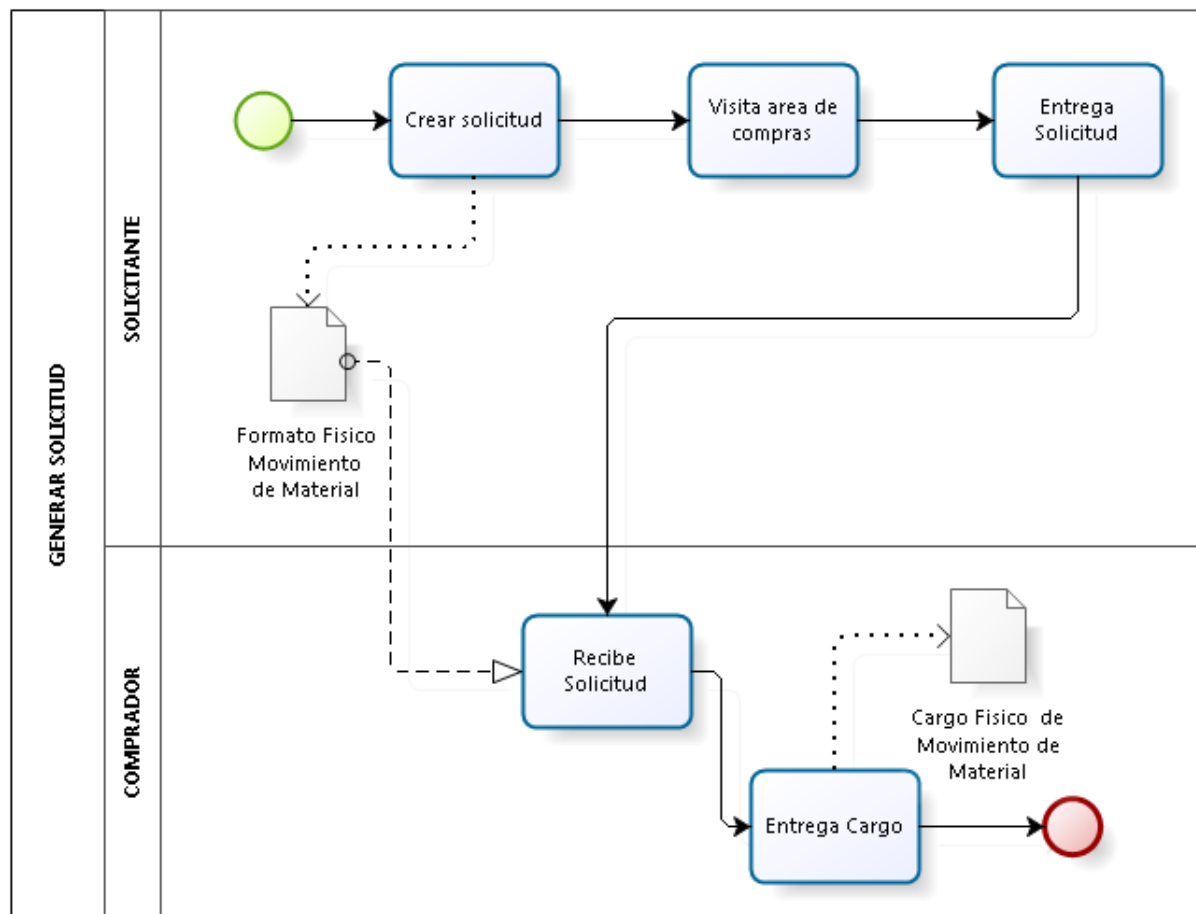 GENERAR SOLICITUD
SOLICITANTE
Crear solicitud
Visita area de
compras
Entrega
Solicitud
Formato Fisico
Movimiento
de Material
COMPRADOR
Recibe
Solicitud
Cargo Fisico de
Movimiento de
Material
Entrega Cargo